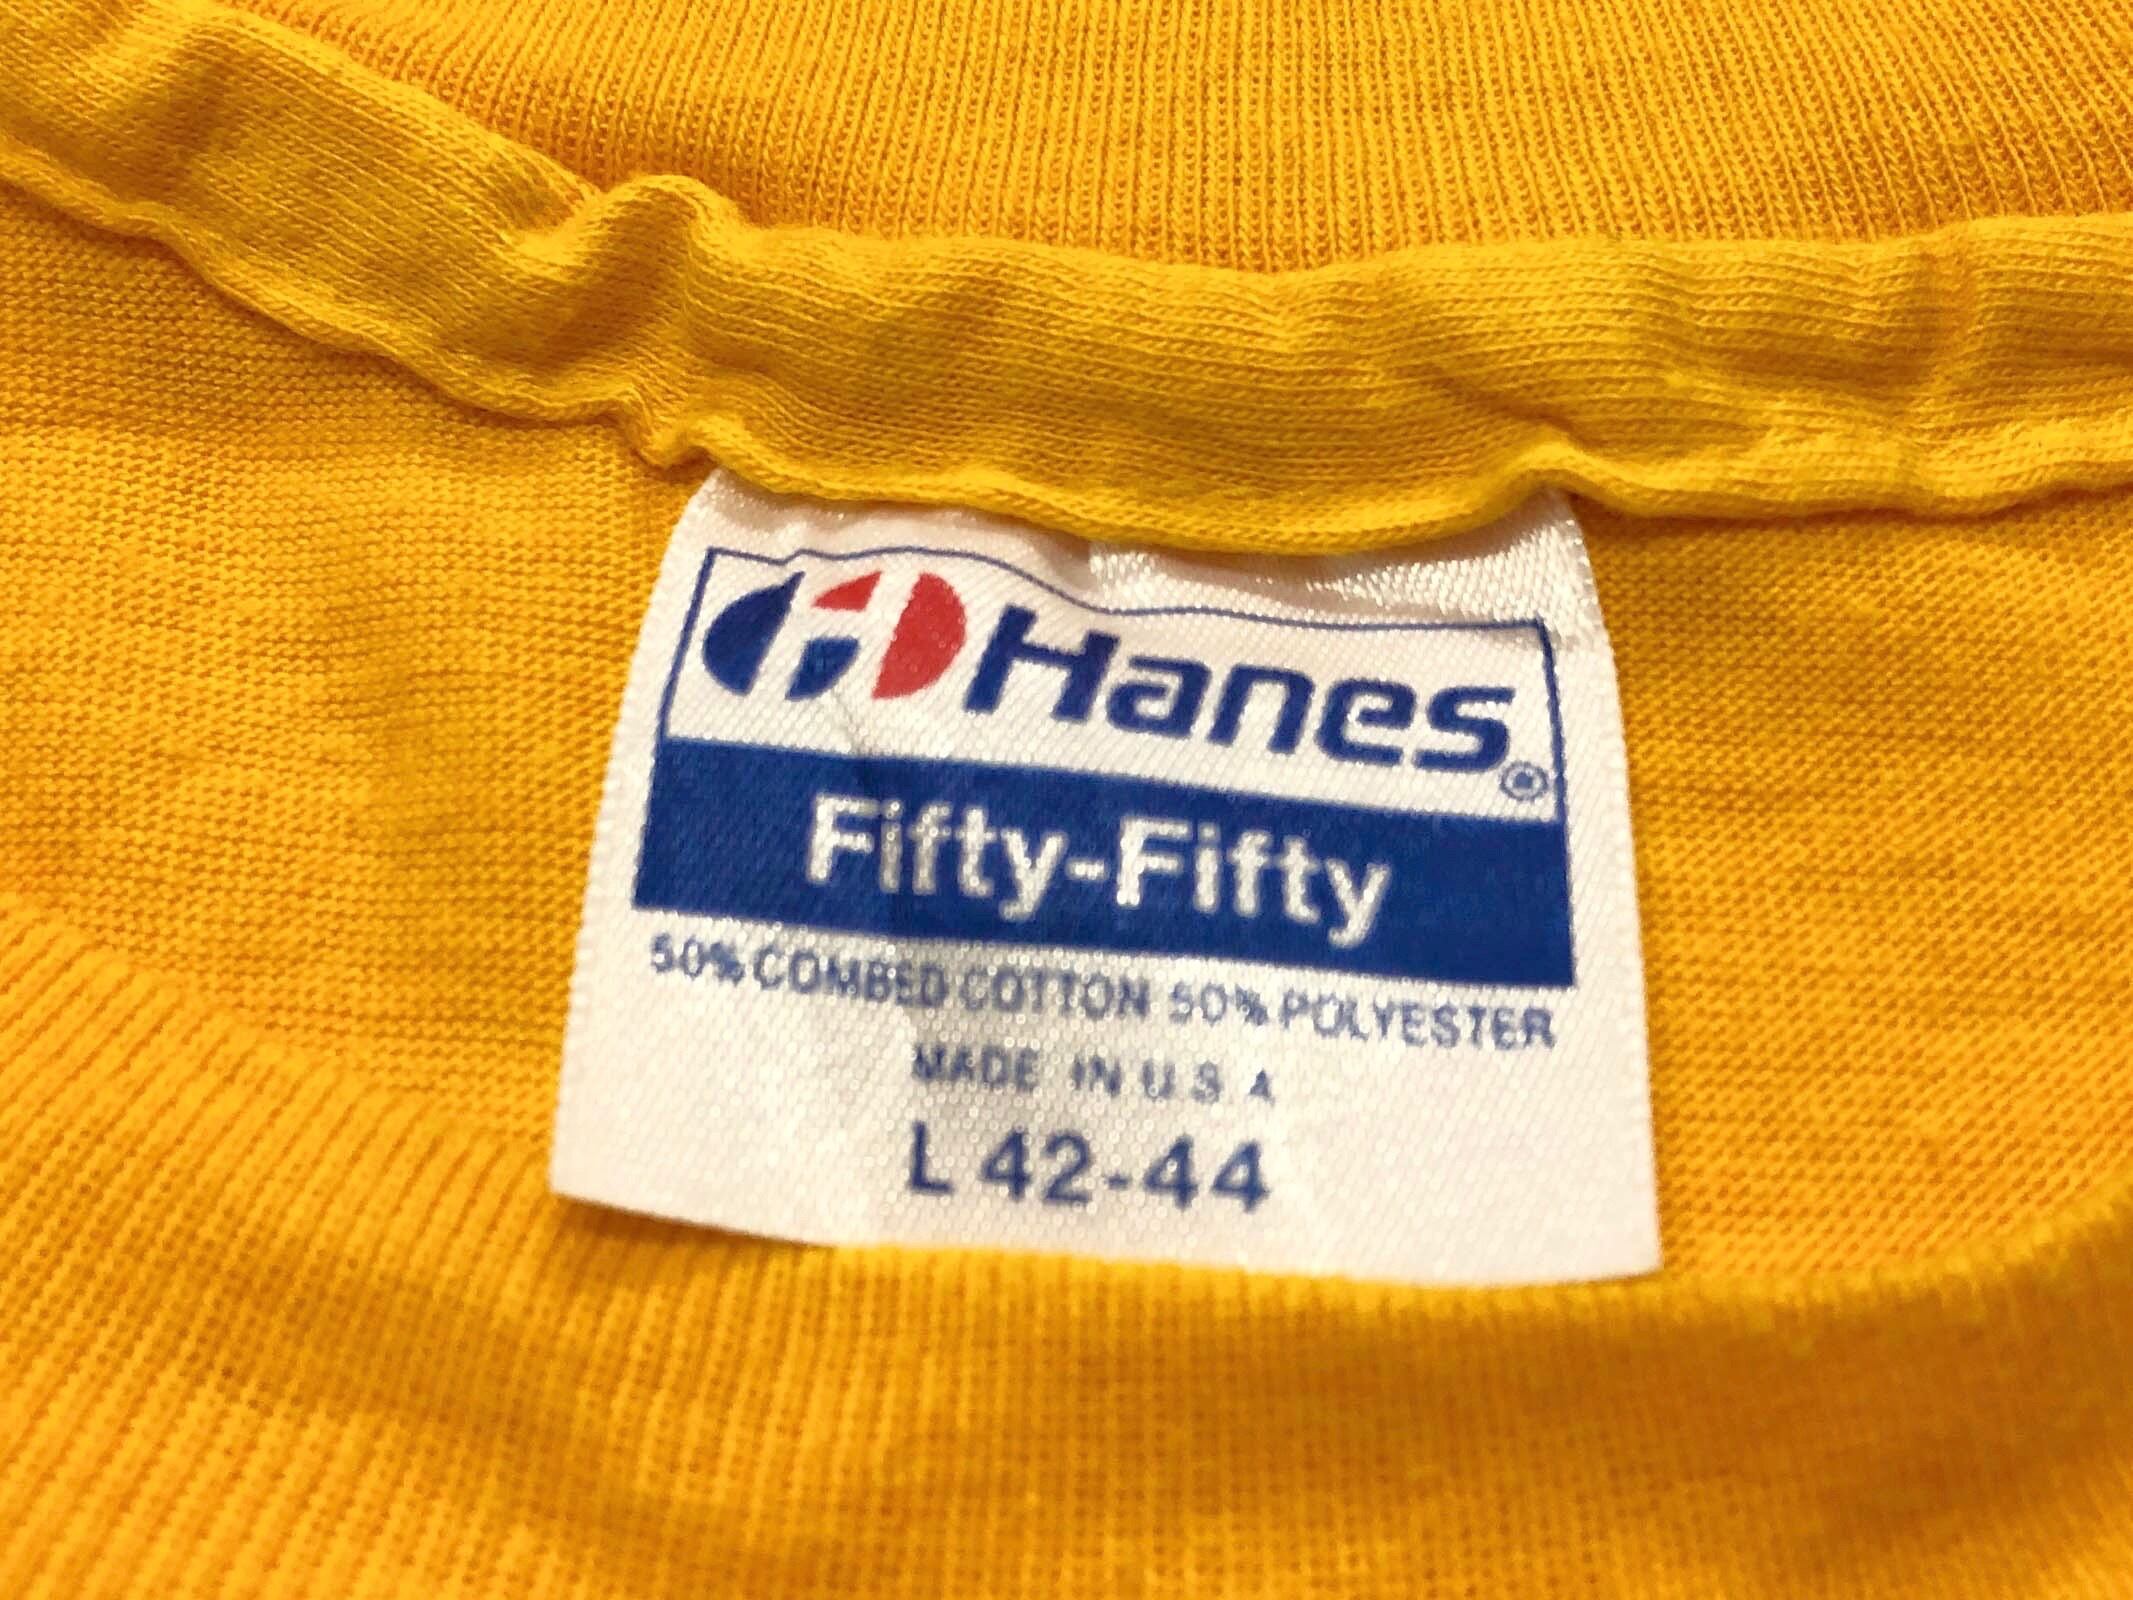 Hanes®
Fifty-Fifty
50% COMBED COTTON 50% POLYESTER
MADE IN U S A
L 42-44